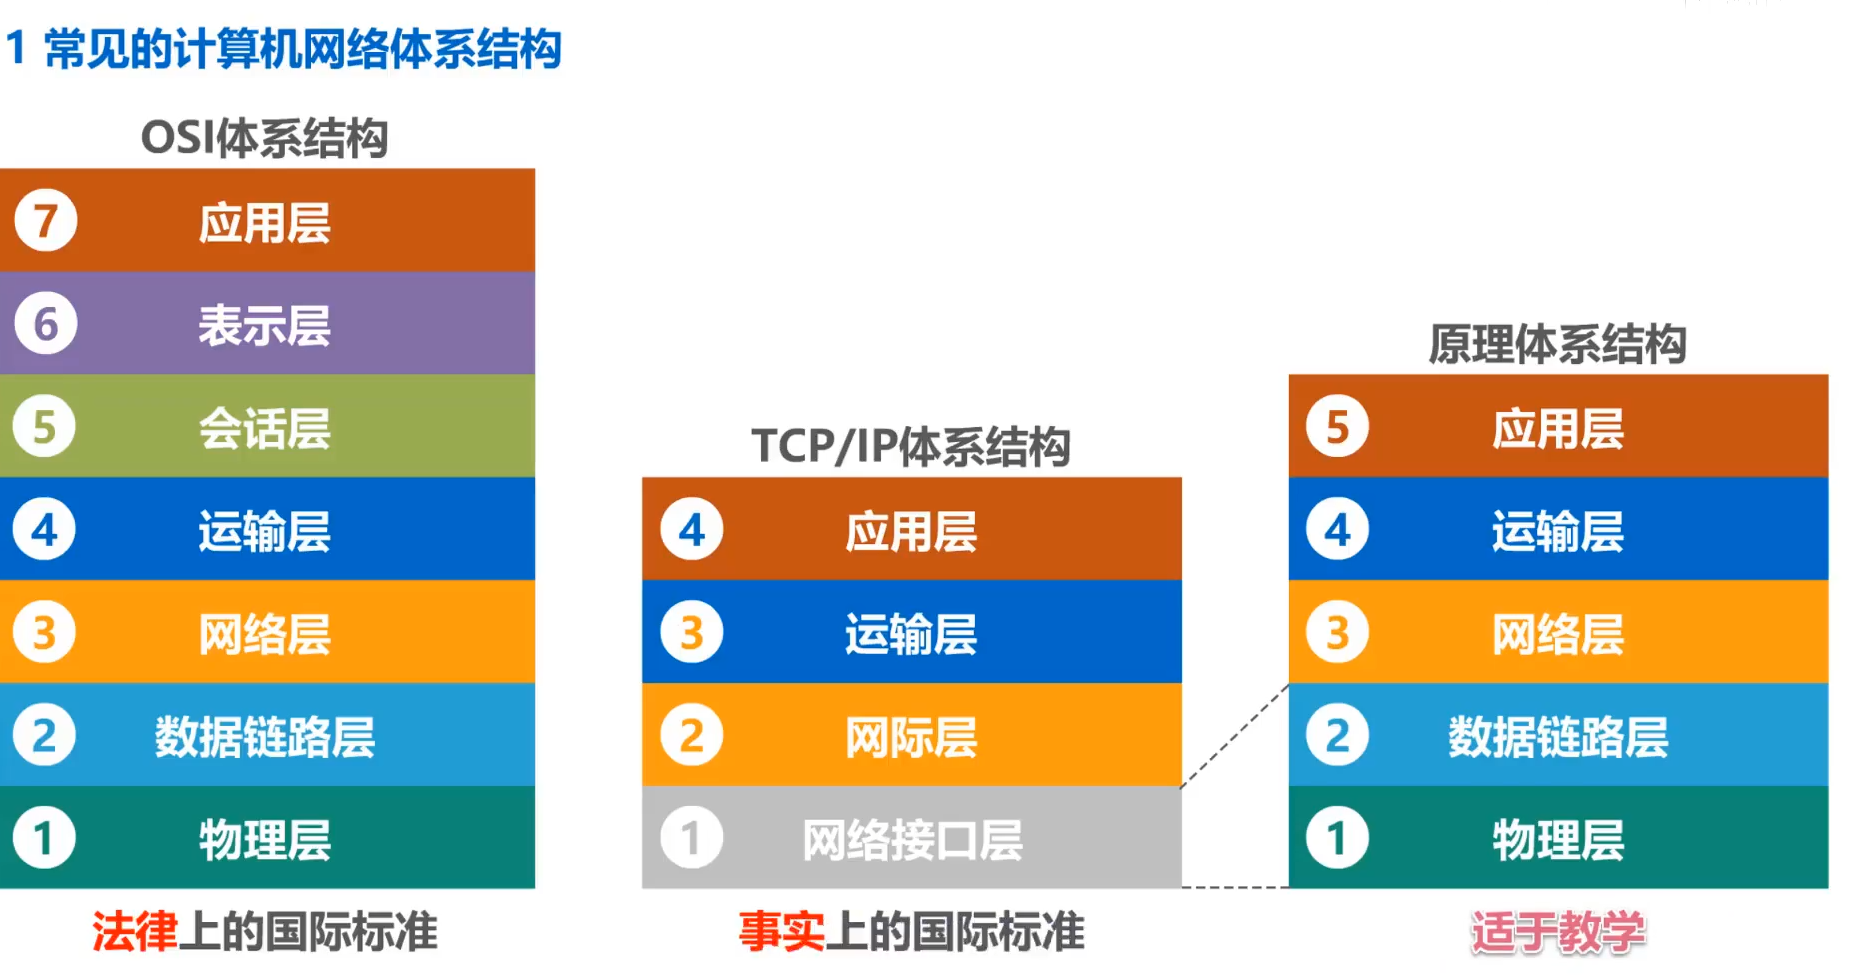 1 常见的计算机网络体系结构
OSI体系结构
7 应用层
6 表示层
5 会话层
4 运输层
3 网络层
2 数据链路层
1 物理层
法律上的国际标准
TCP/IP体系结构
4 应用层
3 运输层
2 网际层
1 网络接口层
事实上的国际标准
原理体系结构
5 应用层
4 运输层
3 网络层
2 数据链路层
1 物理层
适于教学